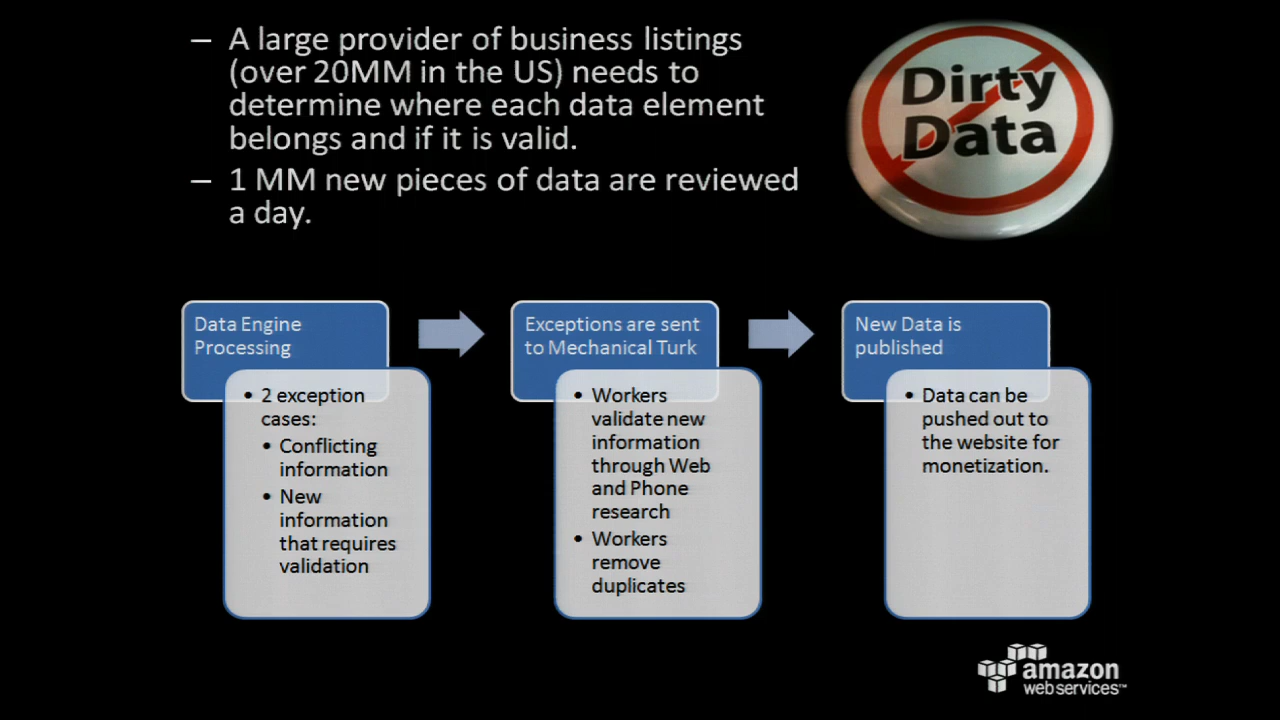 – A large provider of business listings
(over 20MM in the US) needs to
determine where each data element
belongs and if it is valid.
– 1 MM new pieces of data are reviewed
a day.
Dirty
Data
Data Engine
Processing
• 2 exception
cases:
• Conflicting
information
• New
information
that requires
validation
Exceptions are sent
to Mechanical Turk
• Workers
validate new
information
through Web
and Phone
research
• Workers
remove
duplicates
New Data is
published
• Data can be
pushed out to
the website for
monetization.
amazon
webservices™